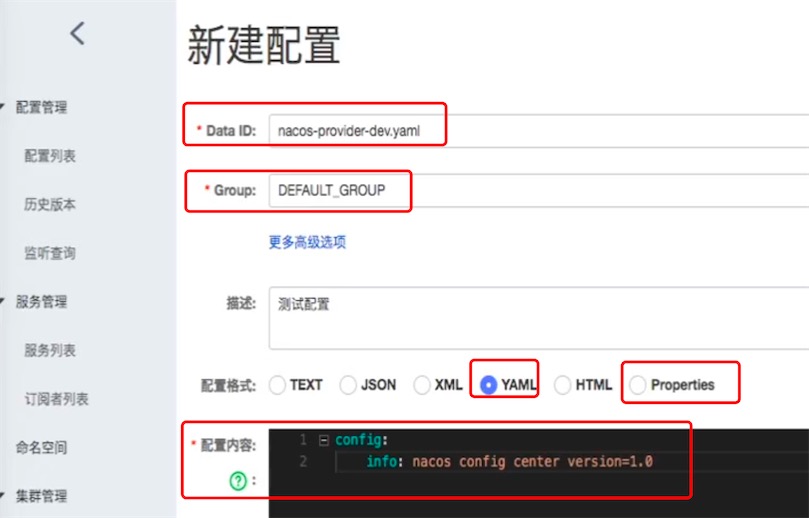 新建配置
配置管理
配置列表
历史版本
监听查询
服务管理
服务列表
订阅者列表
命名空间
集群管理
* Data ID: nacos-provider-dev.yaml
* Group: DEFAULT_GROUP
更多高级选项
描述: 测试配置
配置格式: TEXT JSON XML YAML HTML Properties
* 配置内容: 1 config:
? : 2 info: nacos config center version=1.0